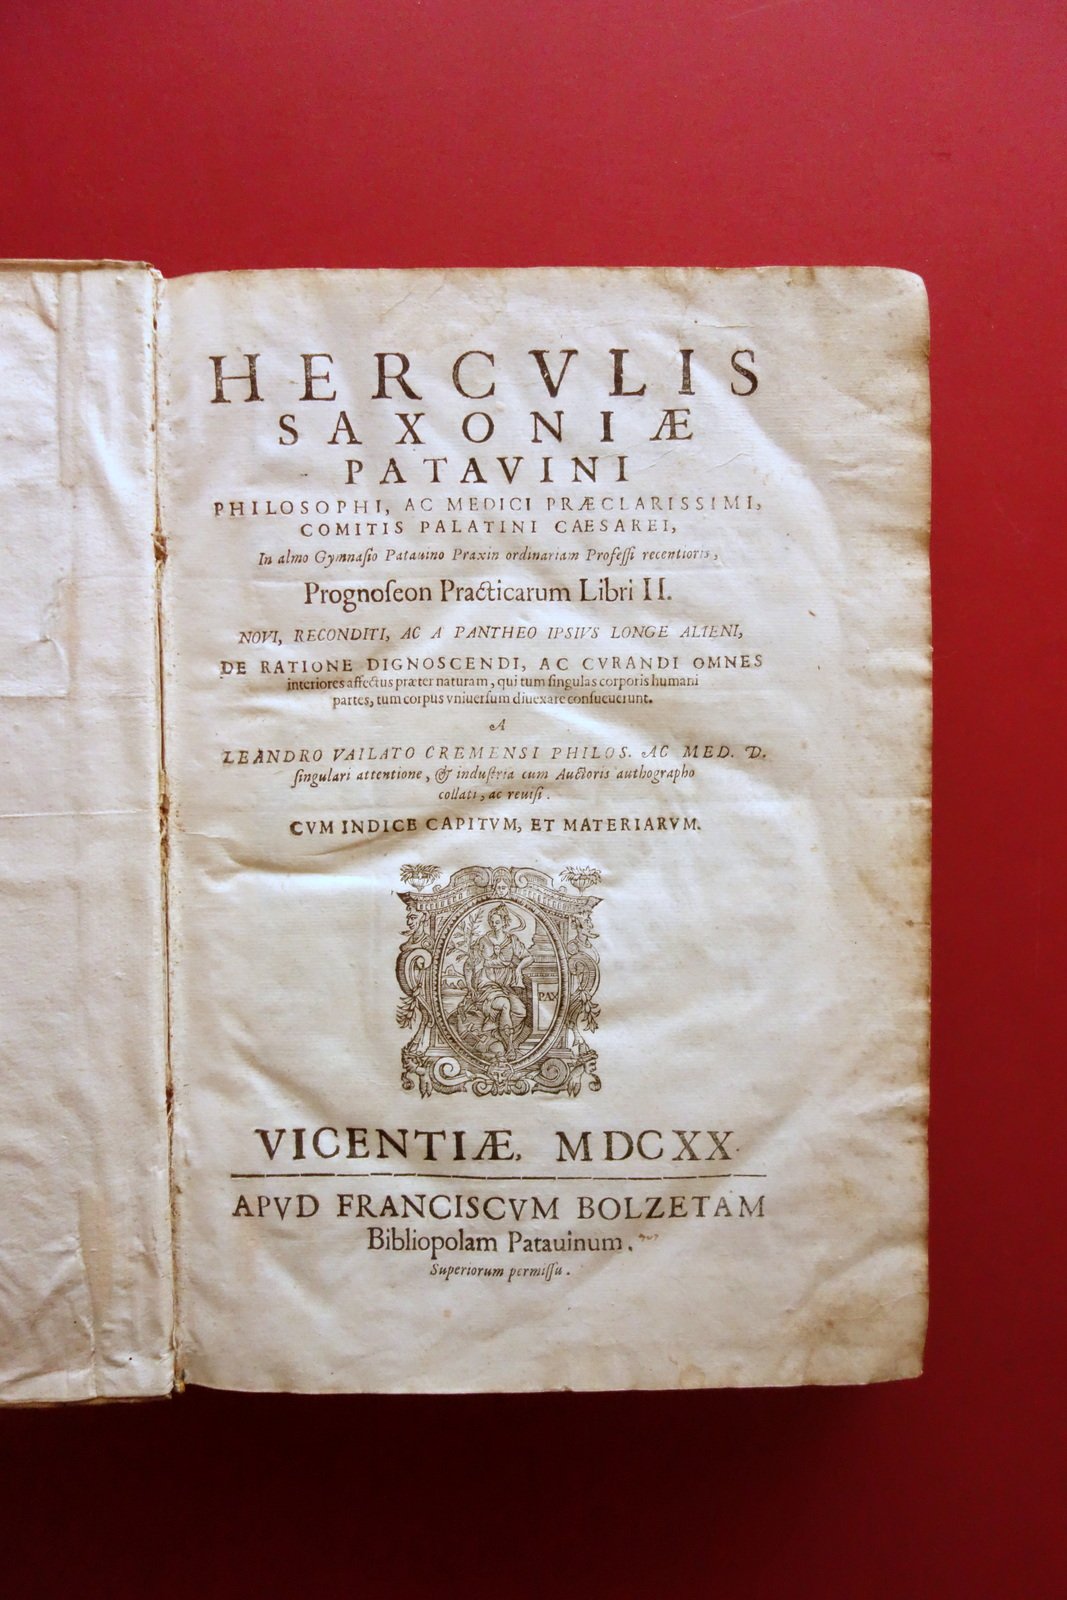 HERCVLIS
SAXONIÆ
PATAVINI
PHILOSOPHI, AC MEDICI PRÆCLARISSIMI,
COMITIS PALATINI CAESAREI,
In almo Gymnaſio Patauino Praxin ordinariam Profeſſi recentioris,
Prognoſeon Practicarum Libri II.
NOVI, RECONDITI, AC A PANTHEO IPSIVS LONGE ALIENI,
DE RATIONE DIGNOSCENDI, AC CVRANDI OMNES
interiores affectus præter naturam, qui tum ſingulas corporis humani
partes, tum corpus vniuerſum diuexare conſueuerunt.
A
LEANDRO VAILATO CREMENSI PHILOS. AC MED. D.
ſingulari attentione, & induſtria cum Auctoris authographo
collati, ac reuiſi.
CVM INDICE CAPITVM, ET MATERIARVM.
PAX
VICENTIÆ, MDCXX.
APVD FRANCISCVM BOLZETAM
Bibliopolam Patauinum.
Superiorum permiſſu.